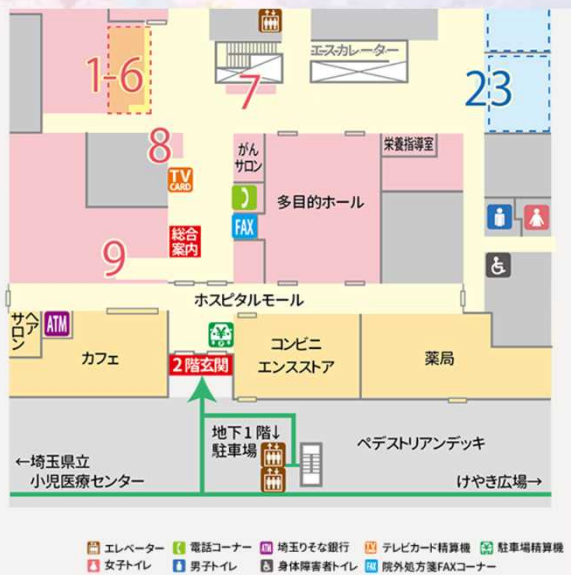 エスカレーター
1-6
7
23
8
がん
サロン
栄養指導室
TV
CARD
多目的ホール
FAX
総合
案内
9
ホスピタルモール
ヘア
サロン
ATM
カフェ
コンビニ
エンスストア
薬局
2階玄関
地下1階↓
駐車場
ペデストリアンデッキ
←埼玉県立
小児医療センター
けやき広場→
エレベーター 電話コーナー ATM 埼玉りそな銀行 TV テレビカード精算機 駐車場精算機
女子トイレ 男子トイレ 身体障害者トイレ FAX 院外処方箋FAXコーナー